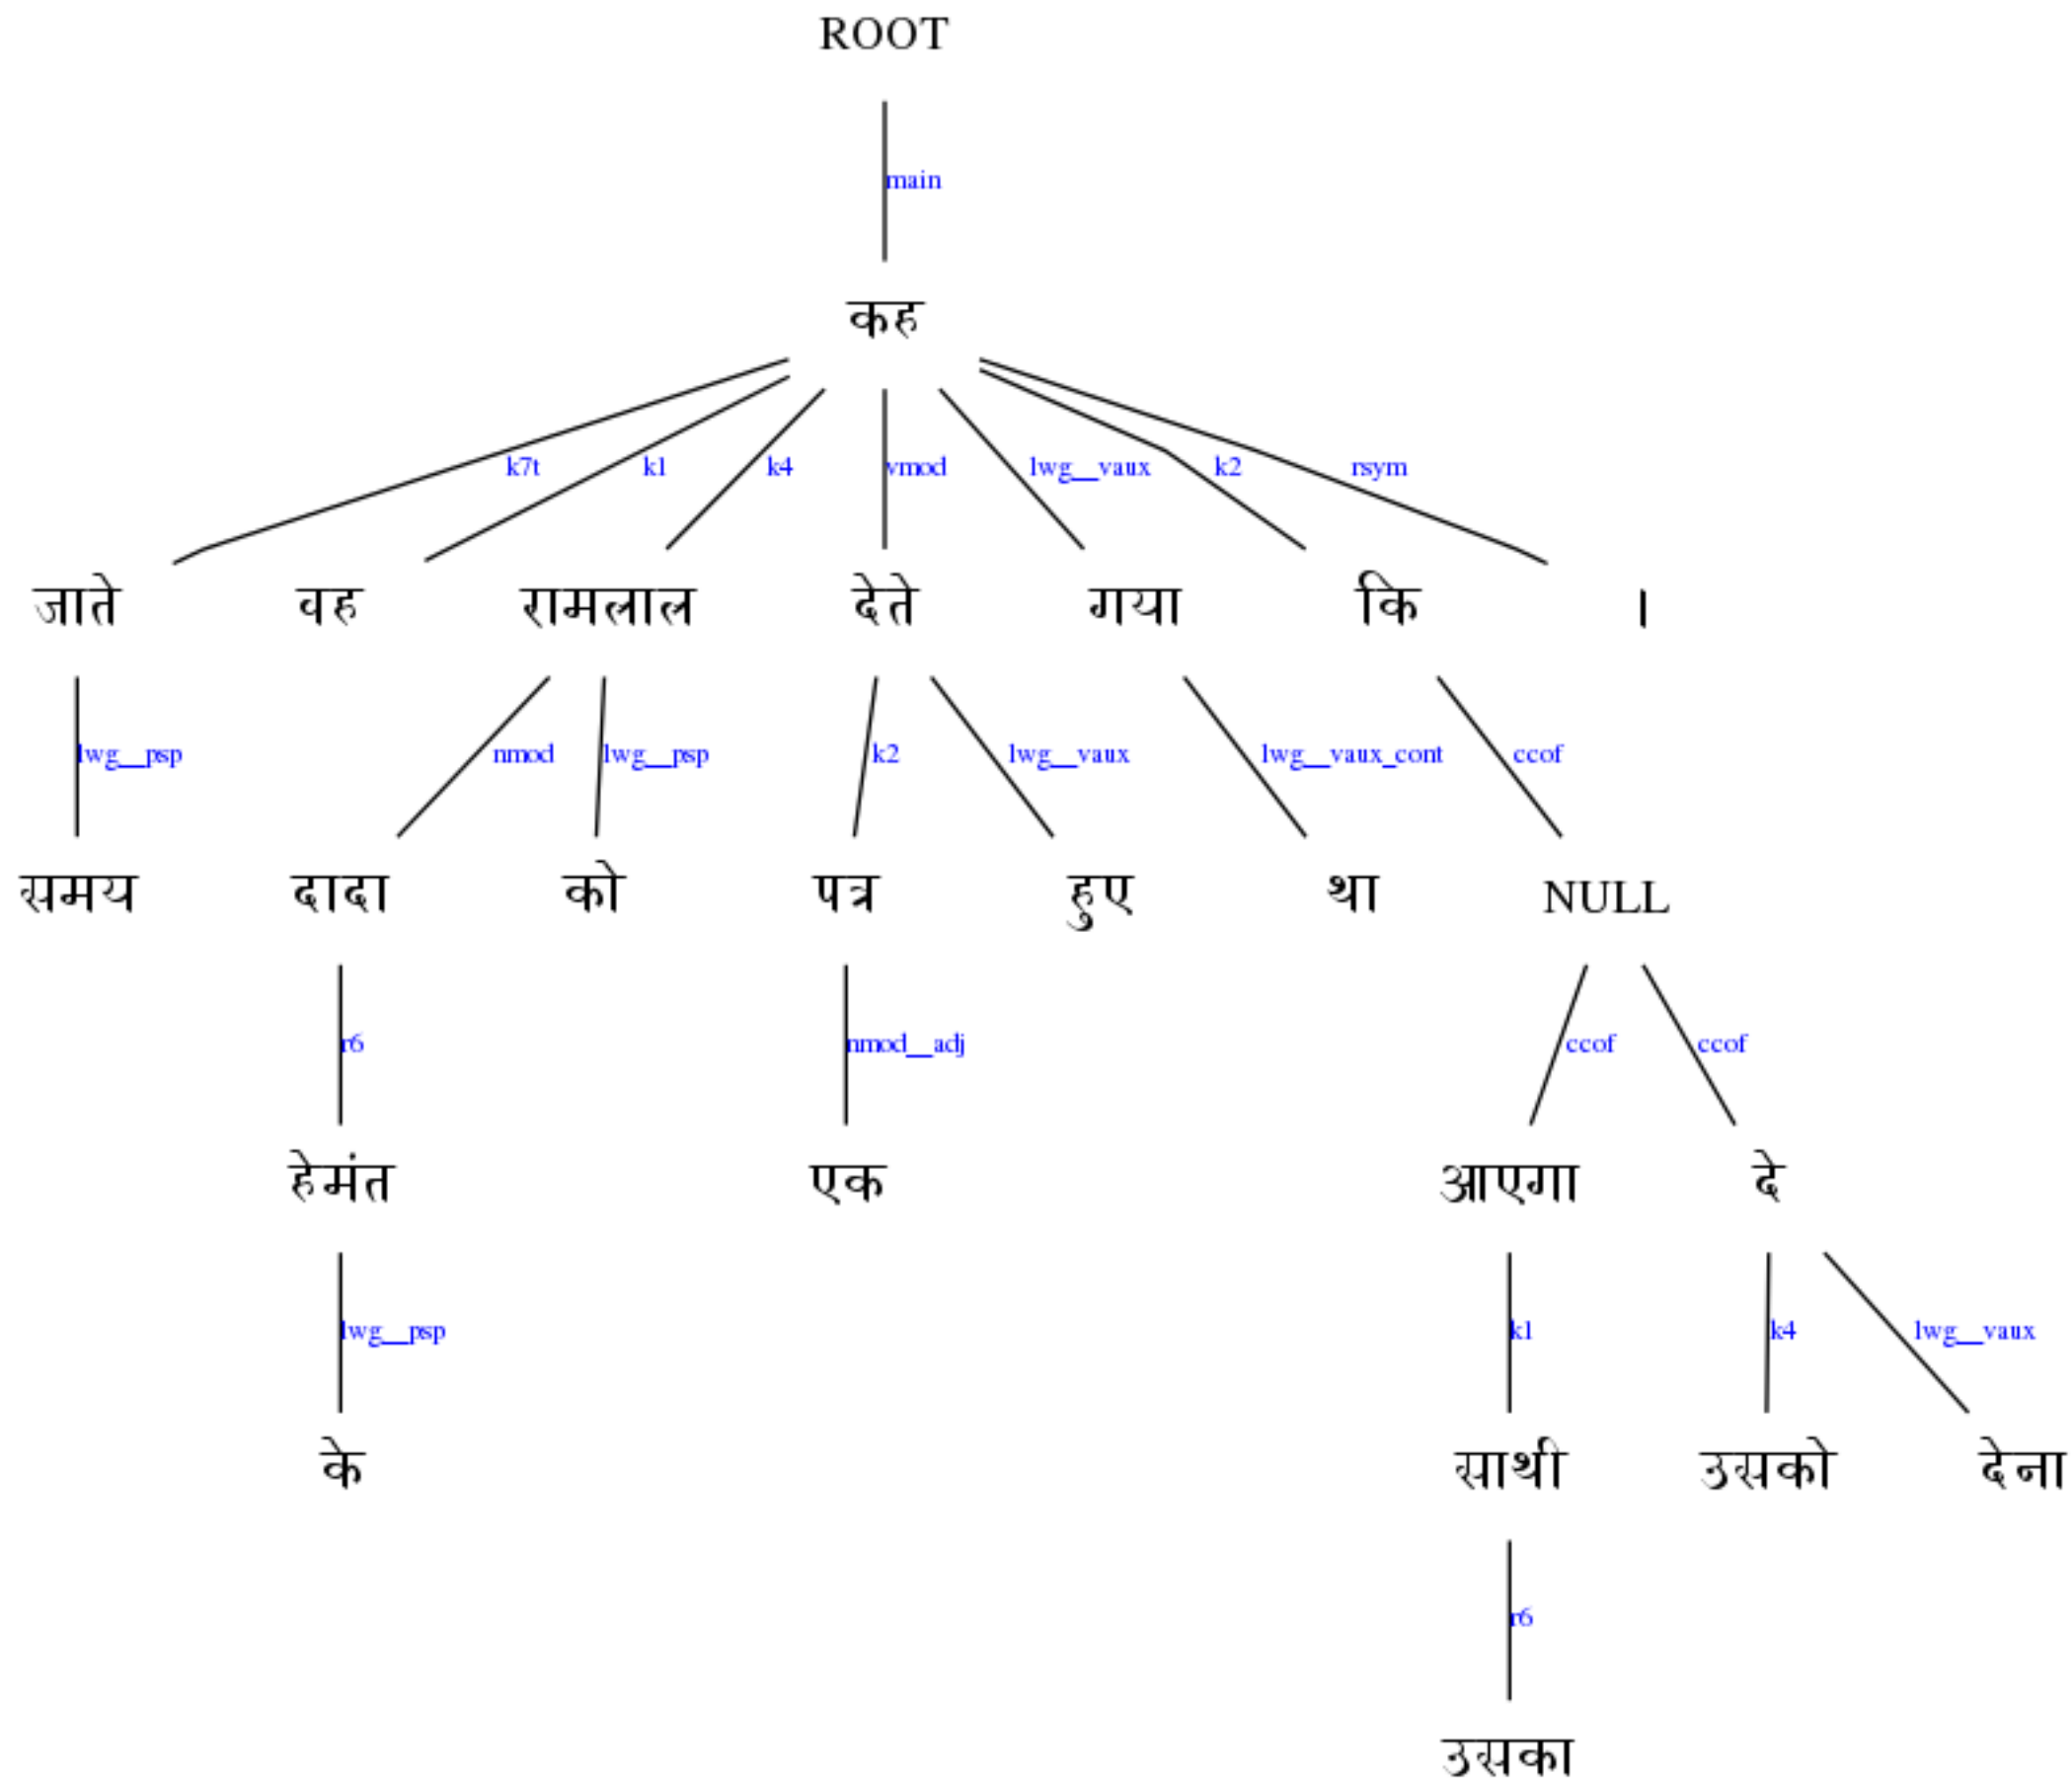 ROOT
main
कह
k7t k1 k4 vmod lwg__vaux k2 rsym
जाते वह रामलाल देते गया कि ।
lwg__psp nmod lwg__psp k2 lwg__vaux lwg__vaux_cont ccof
समय दादा को पत्र हुए था NULL
r6 nmod__adj ccof ccof
हेमंत एक आएगा दे
lwg__psp k1 k4 lwg__vaux
के साथी उसको देना
r6
उसका